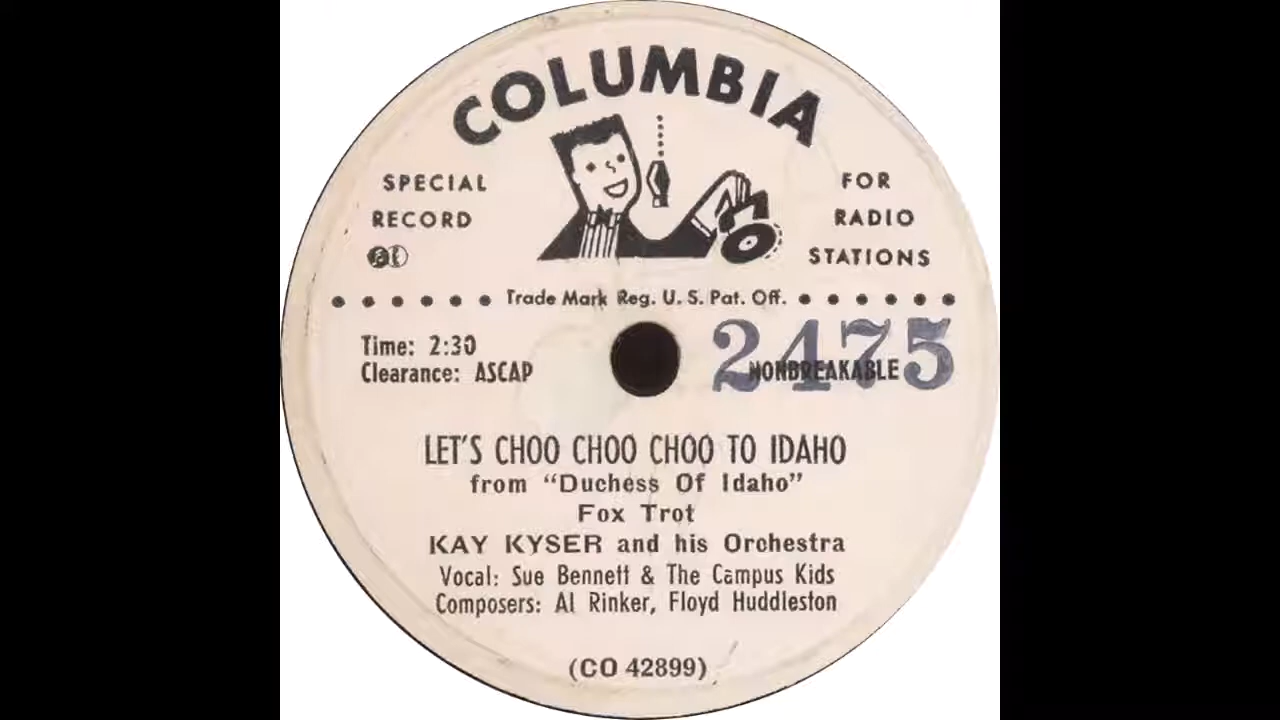 COLUMBIA
SPECIAL
RECORD
FOR
RADIO
STATIONS
Trade Mark Reg. U. S. Pat. Off.
Time: 2:30
Clearance: ASCAP
2475
NONBREAKABLE
LET'S CHOO CHOO CHOO TO IDAHO
from “Duchess Of Idaho”
Fox Trot
KAY KYSER and his Orchestra
Vocal: Sue Bennett & The Campus Kids
Composers: Al Rinker, Floyd Huddleston
(CO 42899)